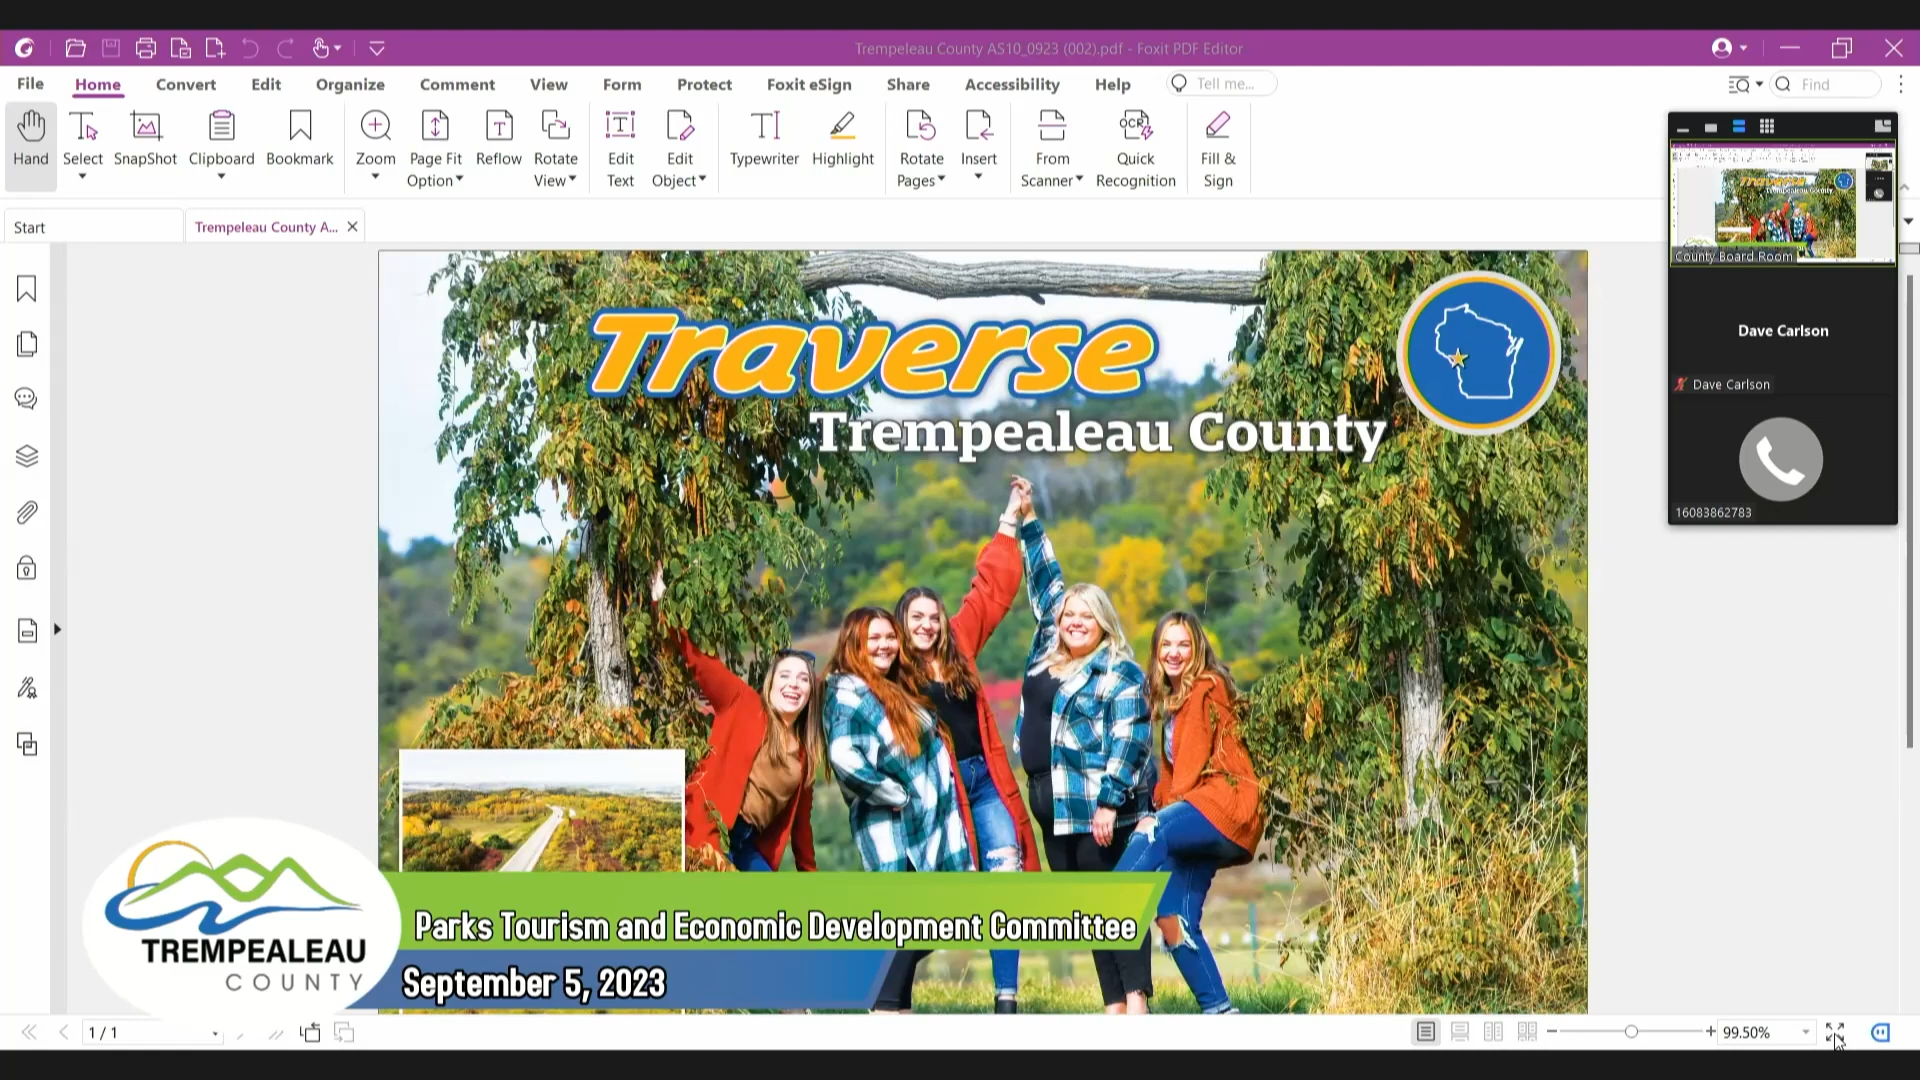 Trempeleau County AS10_0923 (002).pdf - Foxit PDF Editor
File Home Convert Edit Organize Comment View Form Protect Foxit eSign Share Accessibility Help Tell me... Find
Hand Select SnapShot Clipboard Bookmark Zoom Page Fit Option Reflow Rotate View Edit Text Edit Object Typewriter Highlight Rotate Pages Insert From Scanner OCR Quick Recognition Fill & Sign
Start Trempeleau County A...
Traverse
Trempealeau County
County Board Room
Dave Carlson
Dave Carlson
16083862783
TREMPEALEAU
COUNTY
Parks Tourism and Economic Development Committee
September 5, 2023
1 / 1
99.50%